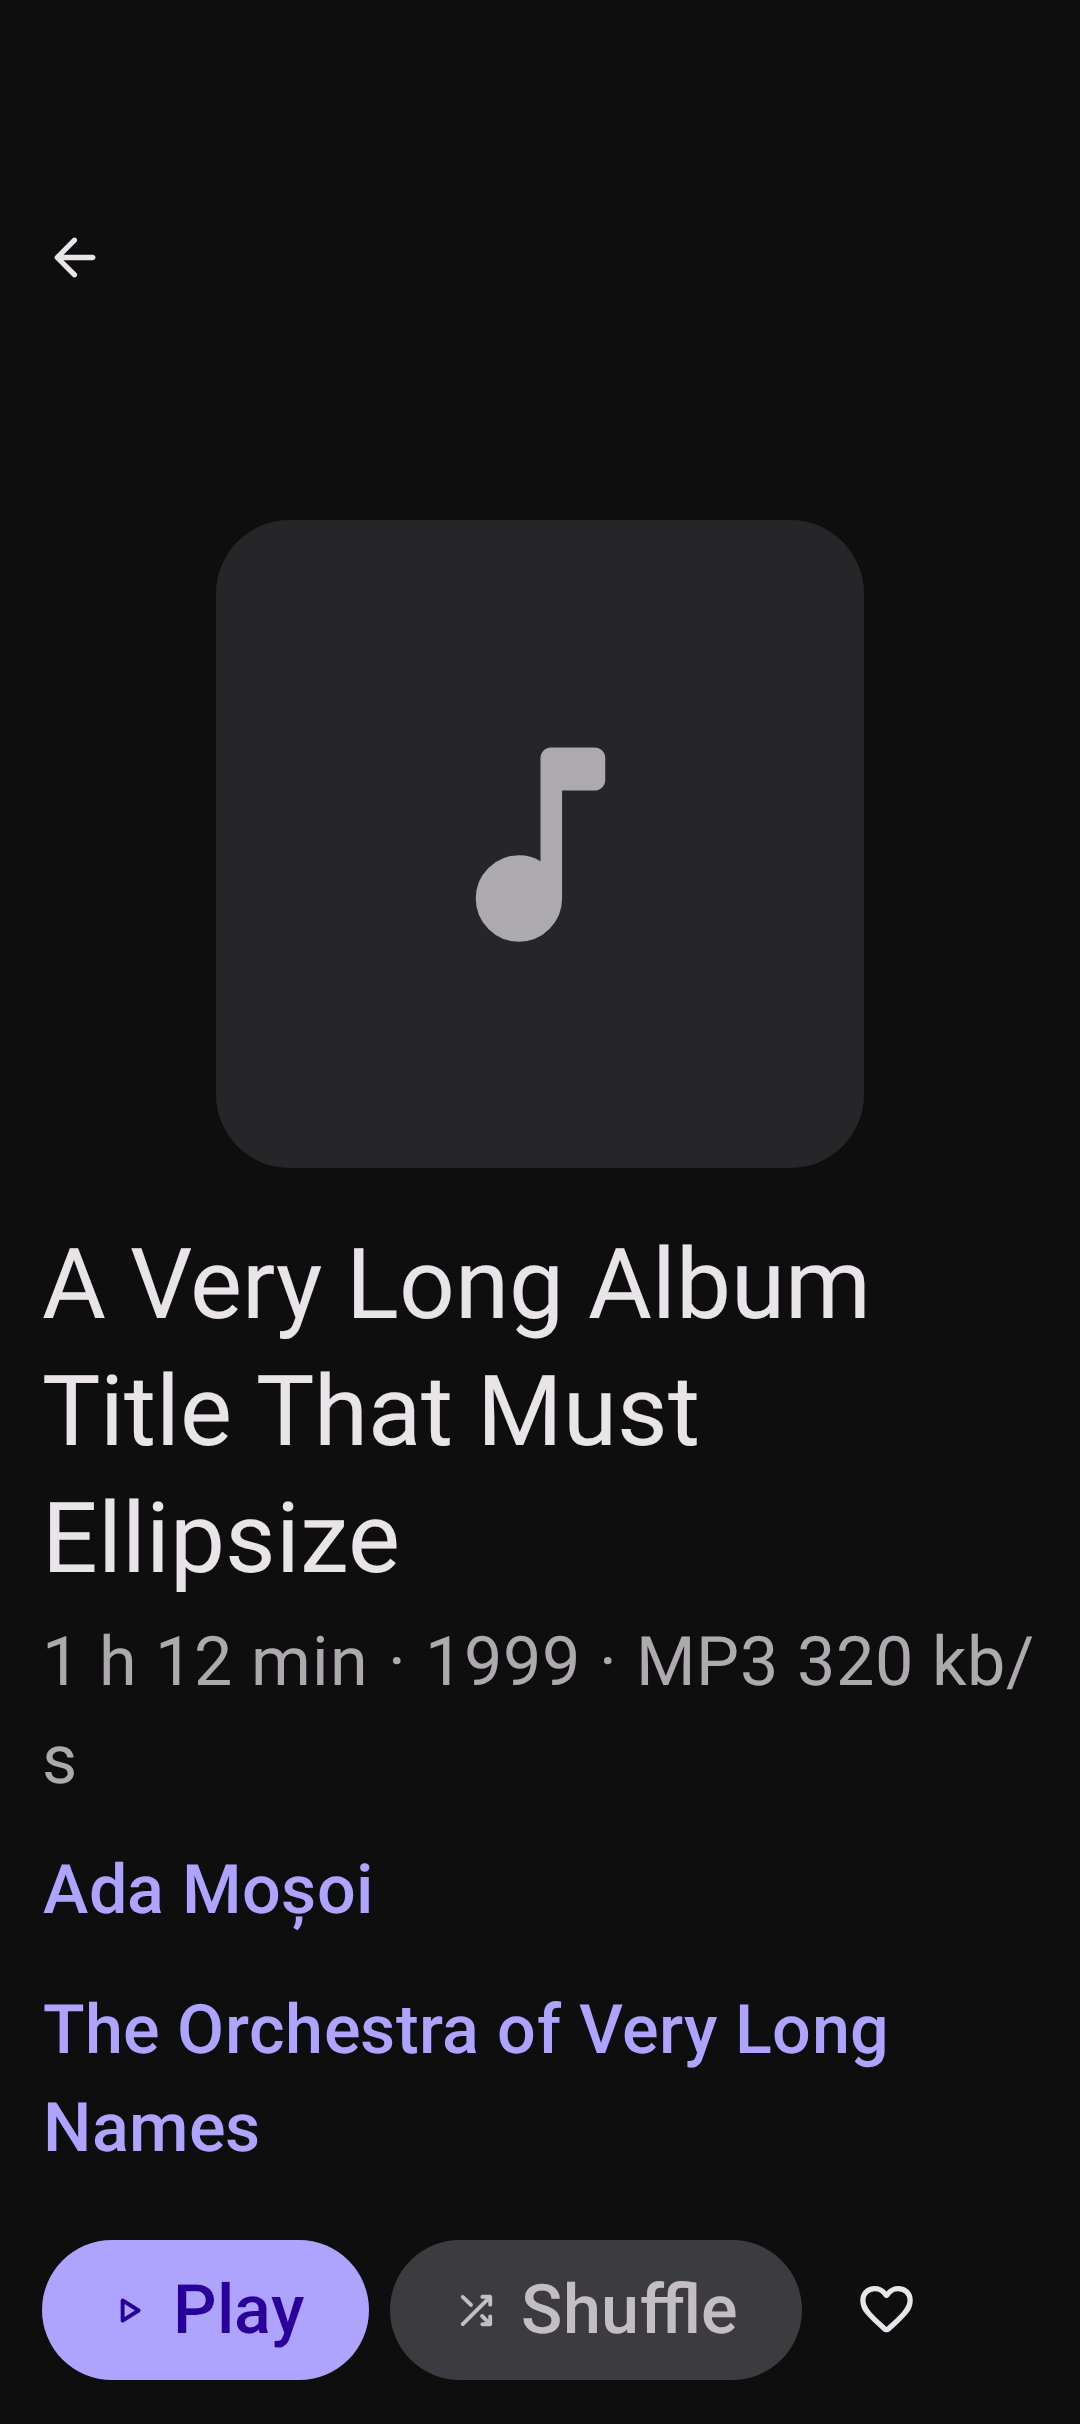 A Very Long Album
Title That Must
Ellipsize
1 h 12 min · 1999 · MP3 320 kb/
s
Ada Moșoi
The Orchestra of Very Long
Names
Play
Shuffle